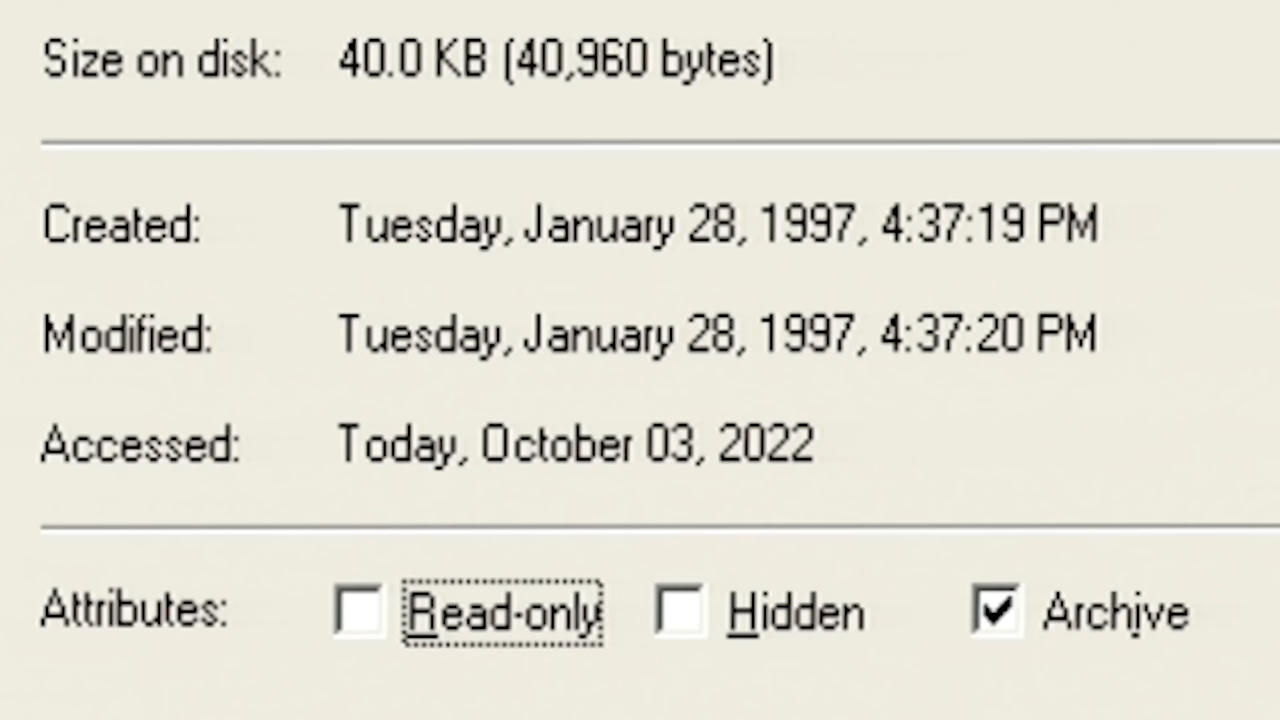 Size on disk: 40.0 KB (40,960 bytes)
Created: Tuesday, January 28, 1997, 4:37:19 PM
Modified: Tuesday, January 28, 1997, 4:37:20 PM
Accessed: Today, October 03, 2022
Attributes: Read-only Hidden Archive